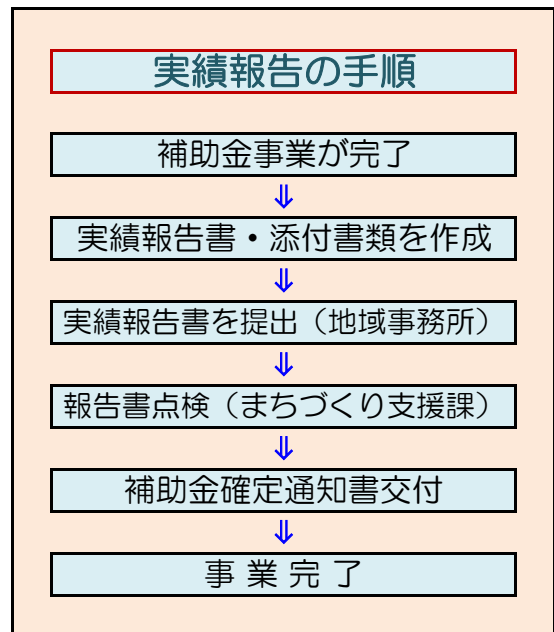 実績報告の手順
補助金事業が完了
⇓
実績報告書・添付書類を作成
⇓
実績報告書を提出（地域事務所）
⇓
報告書点検（まちづくり支援課）
⇓
補助金確定通知書交付
⇓
事 業 完 了